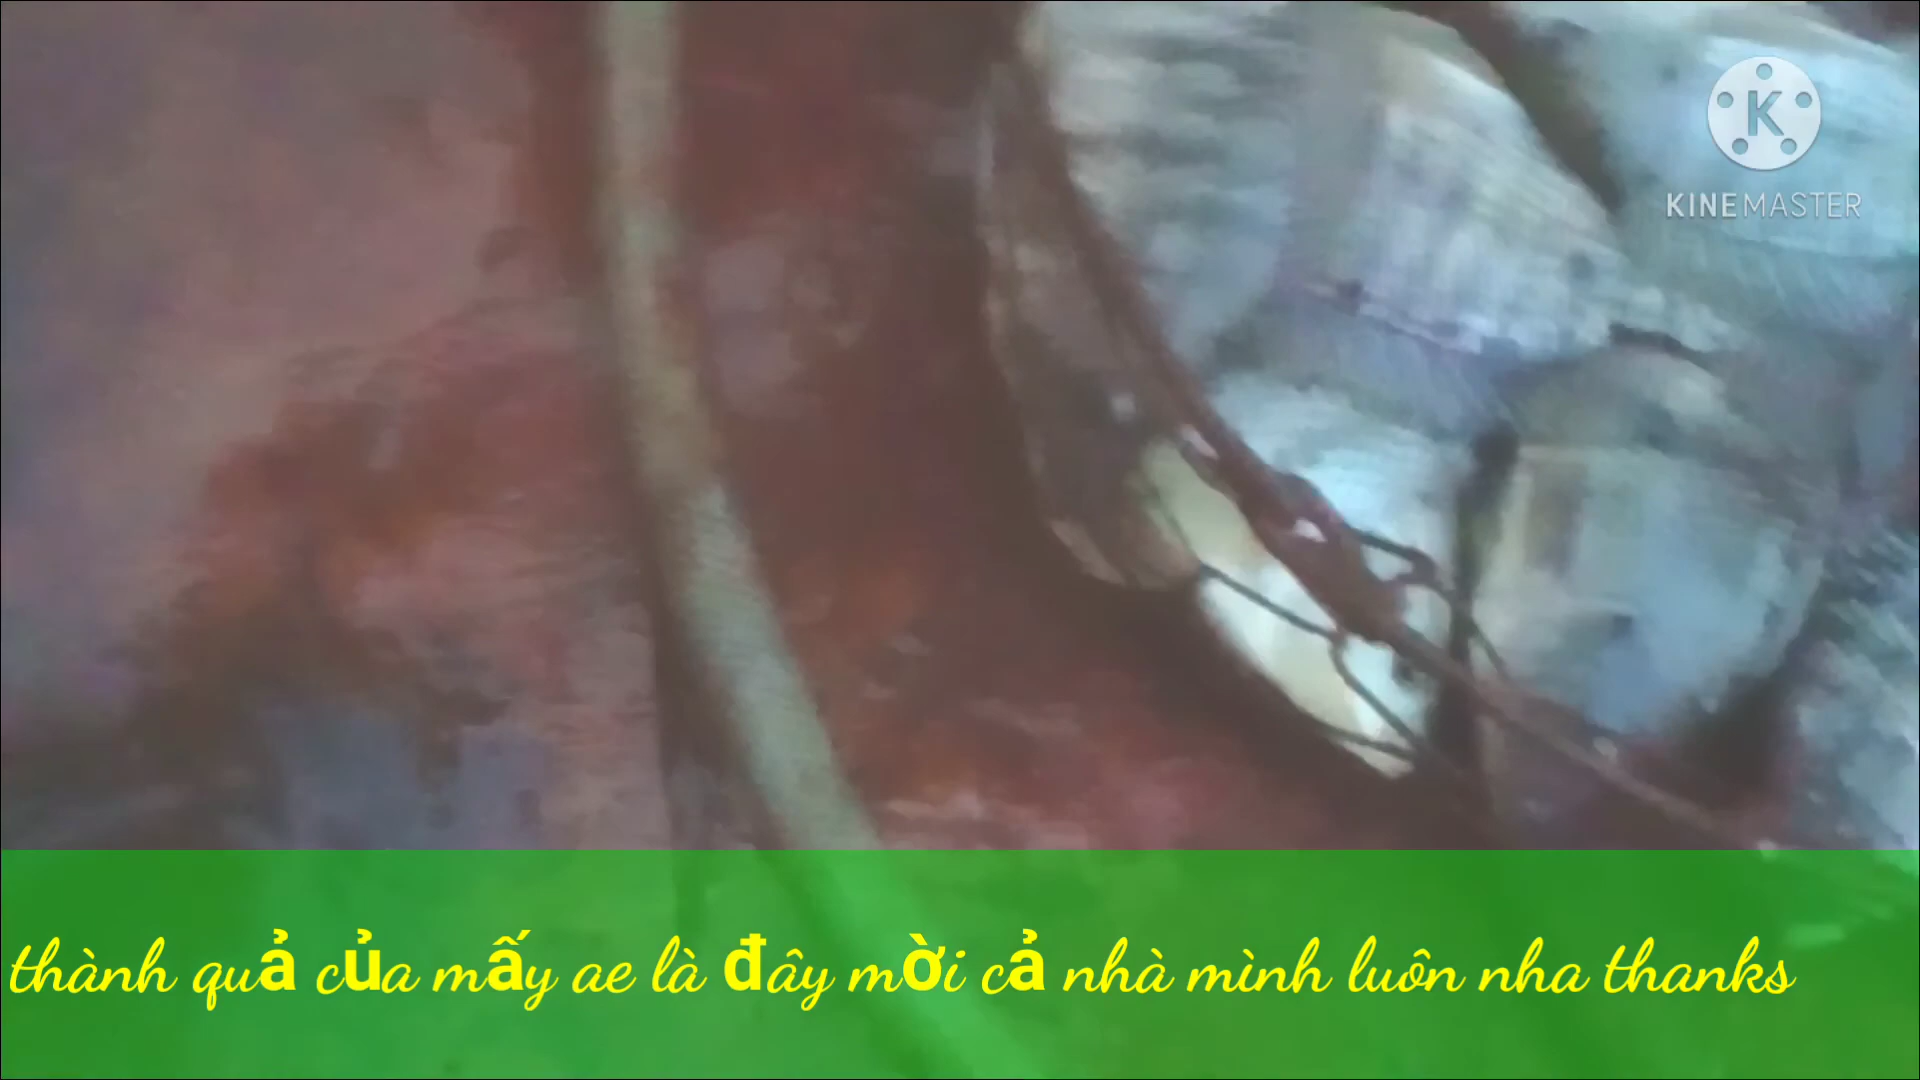 K
KINEMASTER
thành quả của mấy ae là đây mời cả nhà mình luôn nha thanks